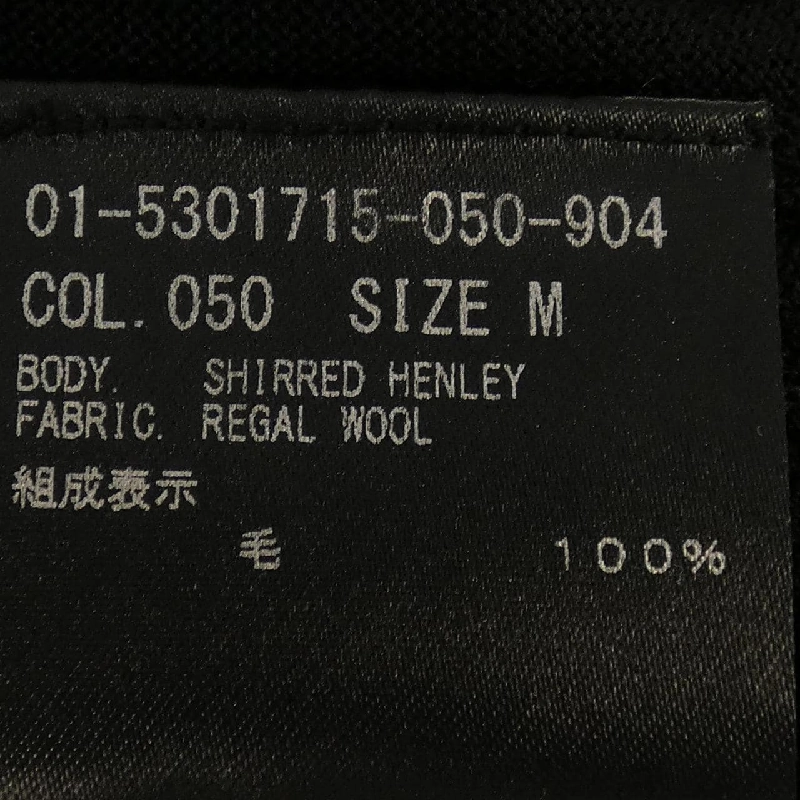 01-5301715-050-904
COL. 050 SIZE M
BODY. SHIRRED HENLEY
FABRIC. REGAL WOOL
組成表示
毛 100%